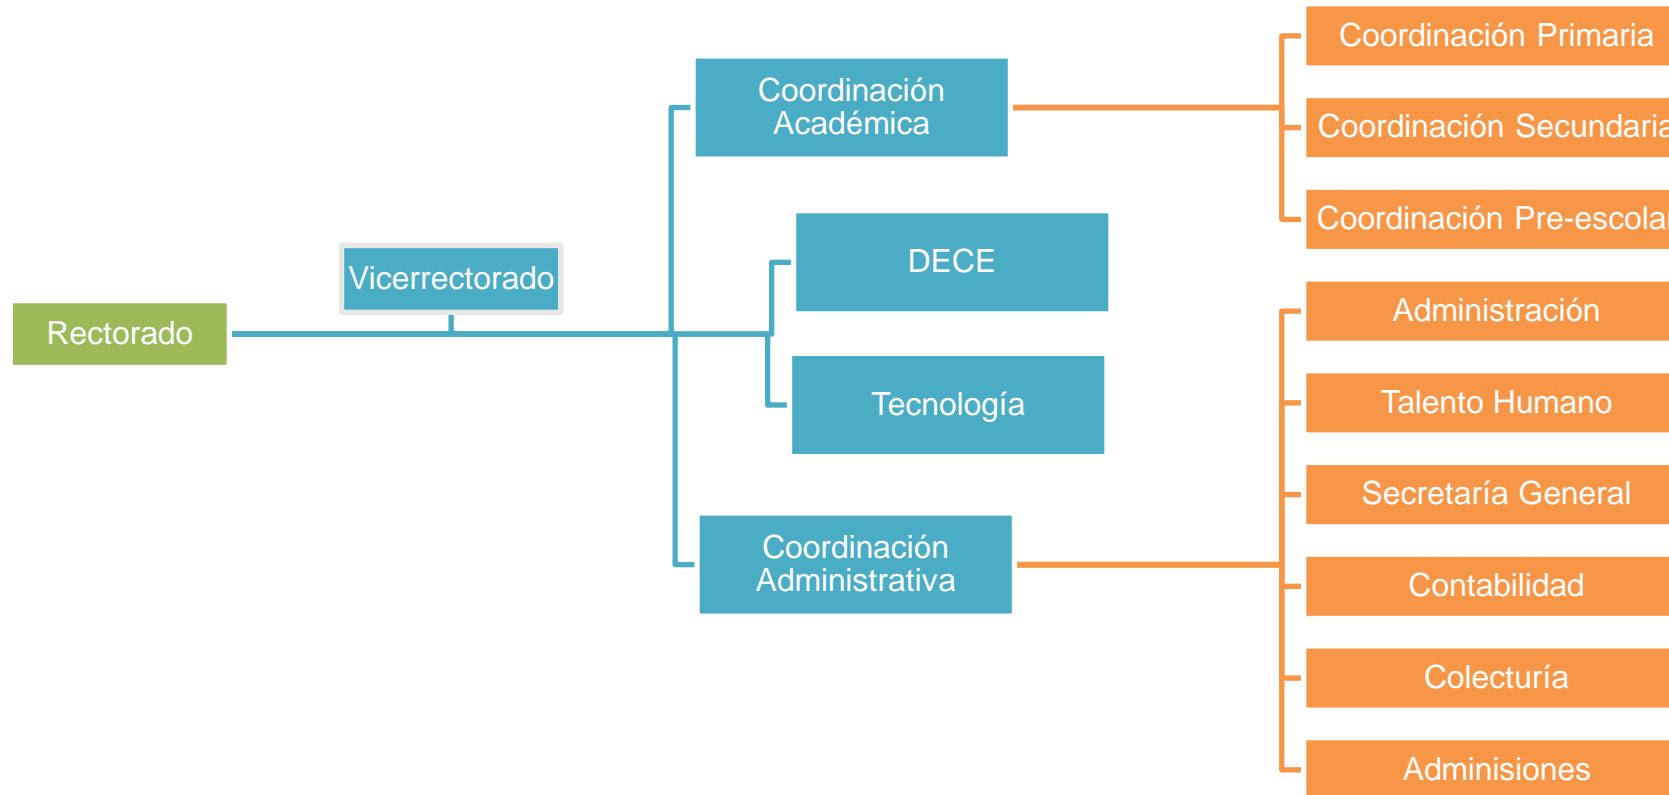 Rectorado
Vicerrectorado
Coordinación
Académica
DECE
Tecnología
Coordinación
Administrativa
Coordinación Primaria
Coordinación Secundaria
Coordinación Pre-escolar
Administración
Talento Humano
Secretaría General
Contabilidad
Colecturía
Adminisiones